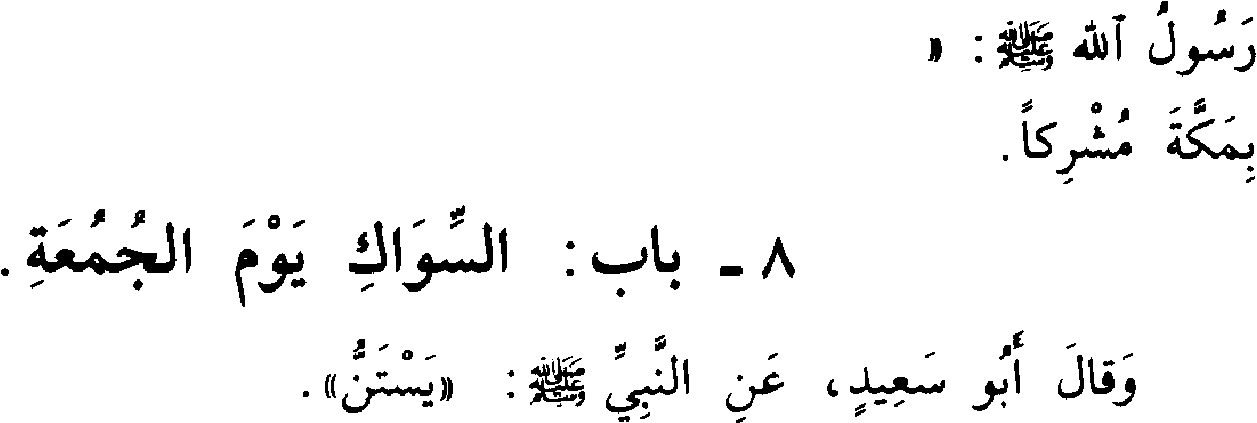 رَسُولُ ٱللهِ ﷺ: «
بِمَكَّةَ مُشْرِكاً.
٨ ـ باب: السِّوَاكِ يَوْمَ الجُمُعَةِ.
وَقالَ أَبُو سَعِيدٍ، عَنِ النَّبِيِّ ﷺ: «يَسْتَنُّ».